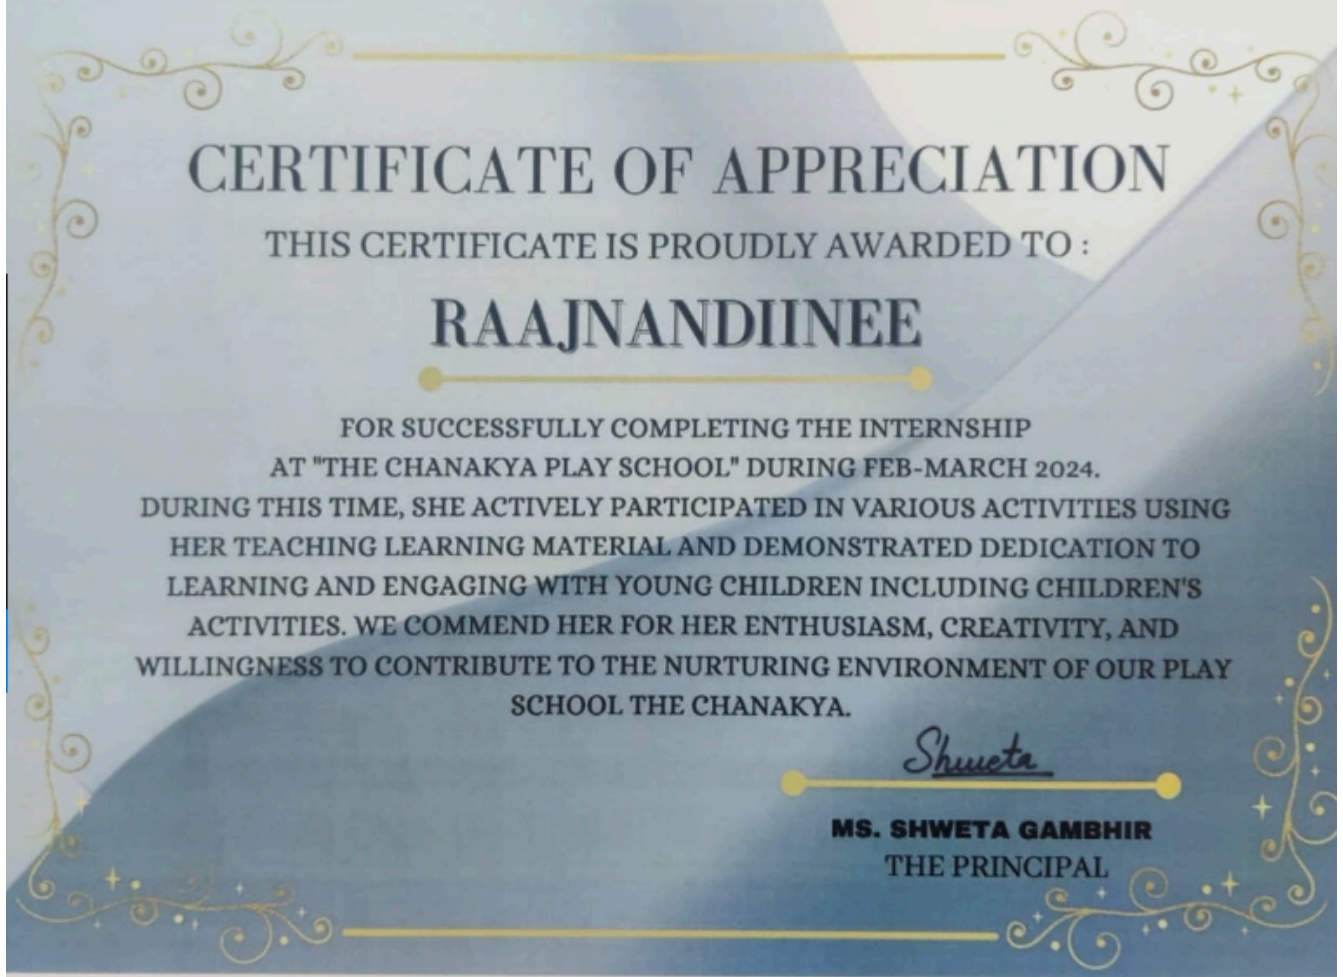 CERTIFICATE OF APPRECIATION
THIS CERTIFICATE IS PROUDLY AWARDED TO :
RAAJNANDIINEE
FOR SUCCESSFULLY COMPLETING THE INTERNSHIP
AT "THE CHANAKYA PLAY SCHOOL" DURING FEB-MARCH 2024.
DURING THIS TIME, SHE ACTIVELY PARTICIPATED IN VARIOUS ACTIVITIES USING
HER TEACHING LEARNING MATERIAL AND DEMONSTRATED DEDICATION TO
LEARNING AND ENGAGING WITH YOUNG CHILDREN INCLUDING CHILDREN'S
ACTIVITIES. WE COMMEND HER FOR HER ENTHUSIASM, CREATIVITY, AND
WILLINGNESS TO CONTRIBUTE TO THE NURTURING ENVIRONMENT OF OUR PLAY
SCHOOL THE CHANAKYA.
Shweta
MS. SHWETA GAMBHIR
THE PRINCIPAL